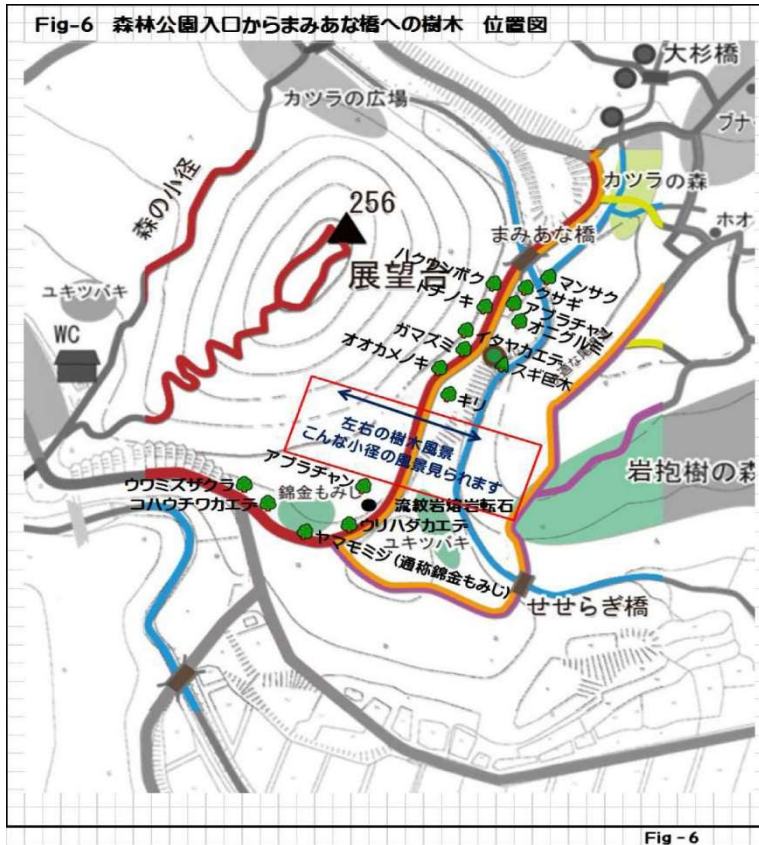 Fig-6 森林公園入口からまみあな橋への樹木 位置図
大杉橋
カツラの広場
ブナ
森の小径
カツラの森
256
ホオ
まみあな橋
展望台
ハクウンボク
マンサク
クサギ
トチノキ
アブラチャン
ユキツバキ
オニグルミ
WC
ガマズミ
イタヤカエデ
オオカメノキ
スギ巨木
キリ
左右の樹木風景
こんな小径の風景見られます
アブラチャン
岩抱樹の森
ウワミズザクラ
錦金もみじ
流紋岩熔岩転石
コハウチワカエデ
ウリハダカエデ
ユキツバキ
ヤマモミジ(通称錦金もみじ)
せせらぎ橋
Fig-6